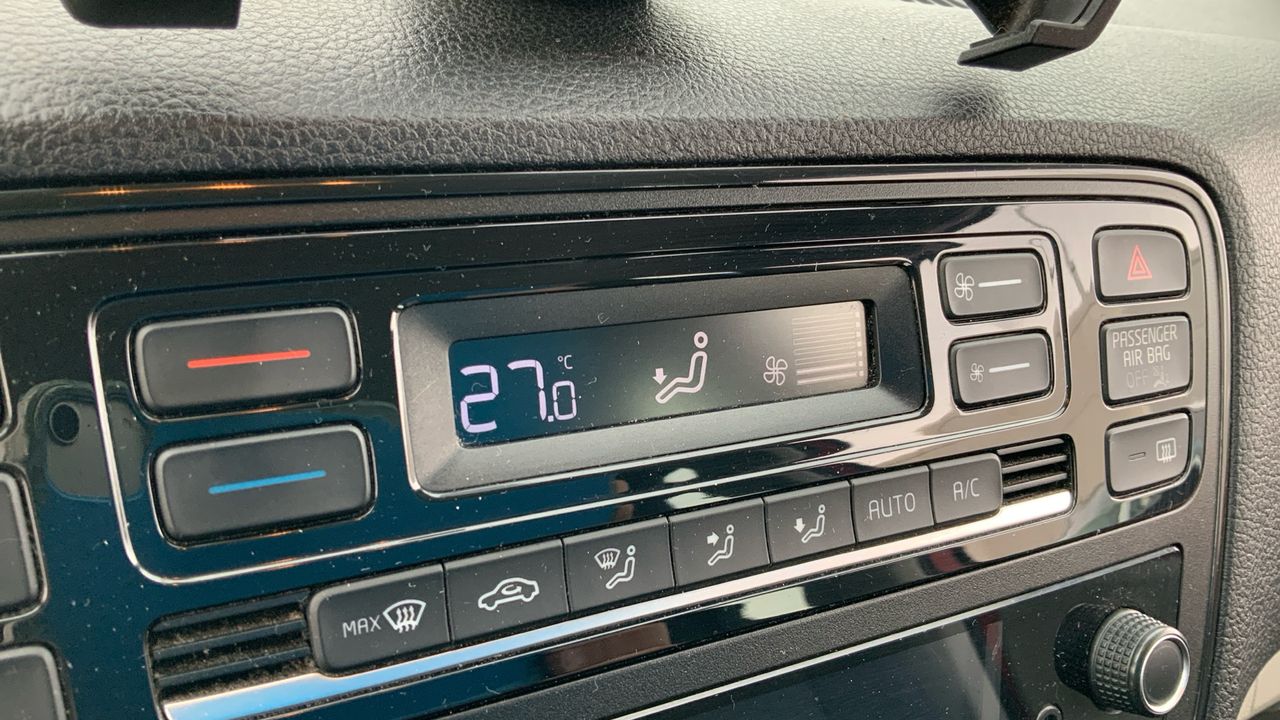 27.0 °C
PASSENGER
AIR BAG
OFF
AUTO
A/C
MAX